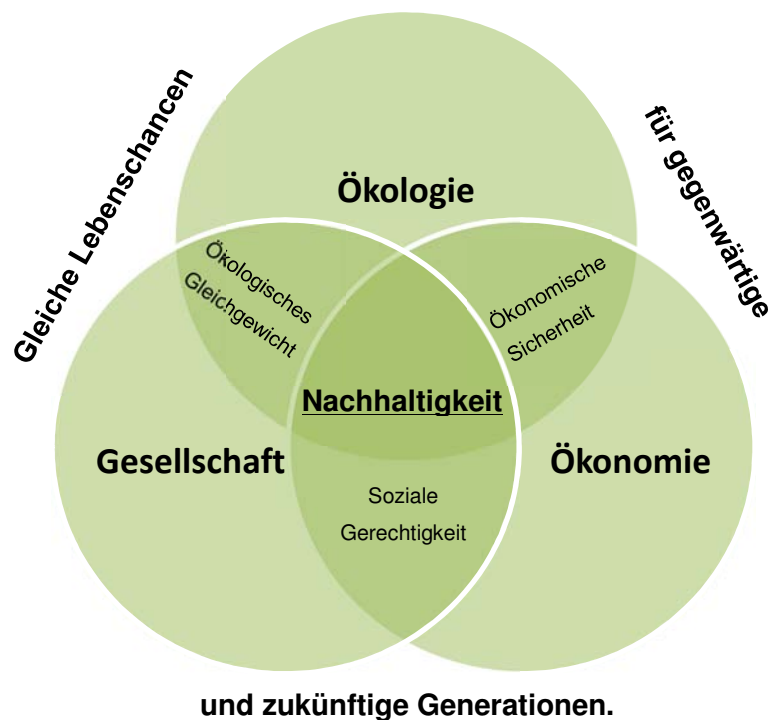 Gleiche Lebenschancen
für gegenwärtige
Ökologie
Ökologisches
Gleichgewicht
Ökonomische
Sicherheit
Nachhaltigkeit
Gesellschaft
Ökonomie
Soziale
Gerechtigkeit
und zukünftige Generationen.